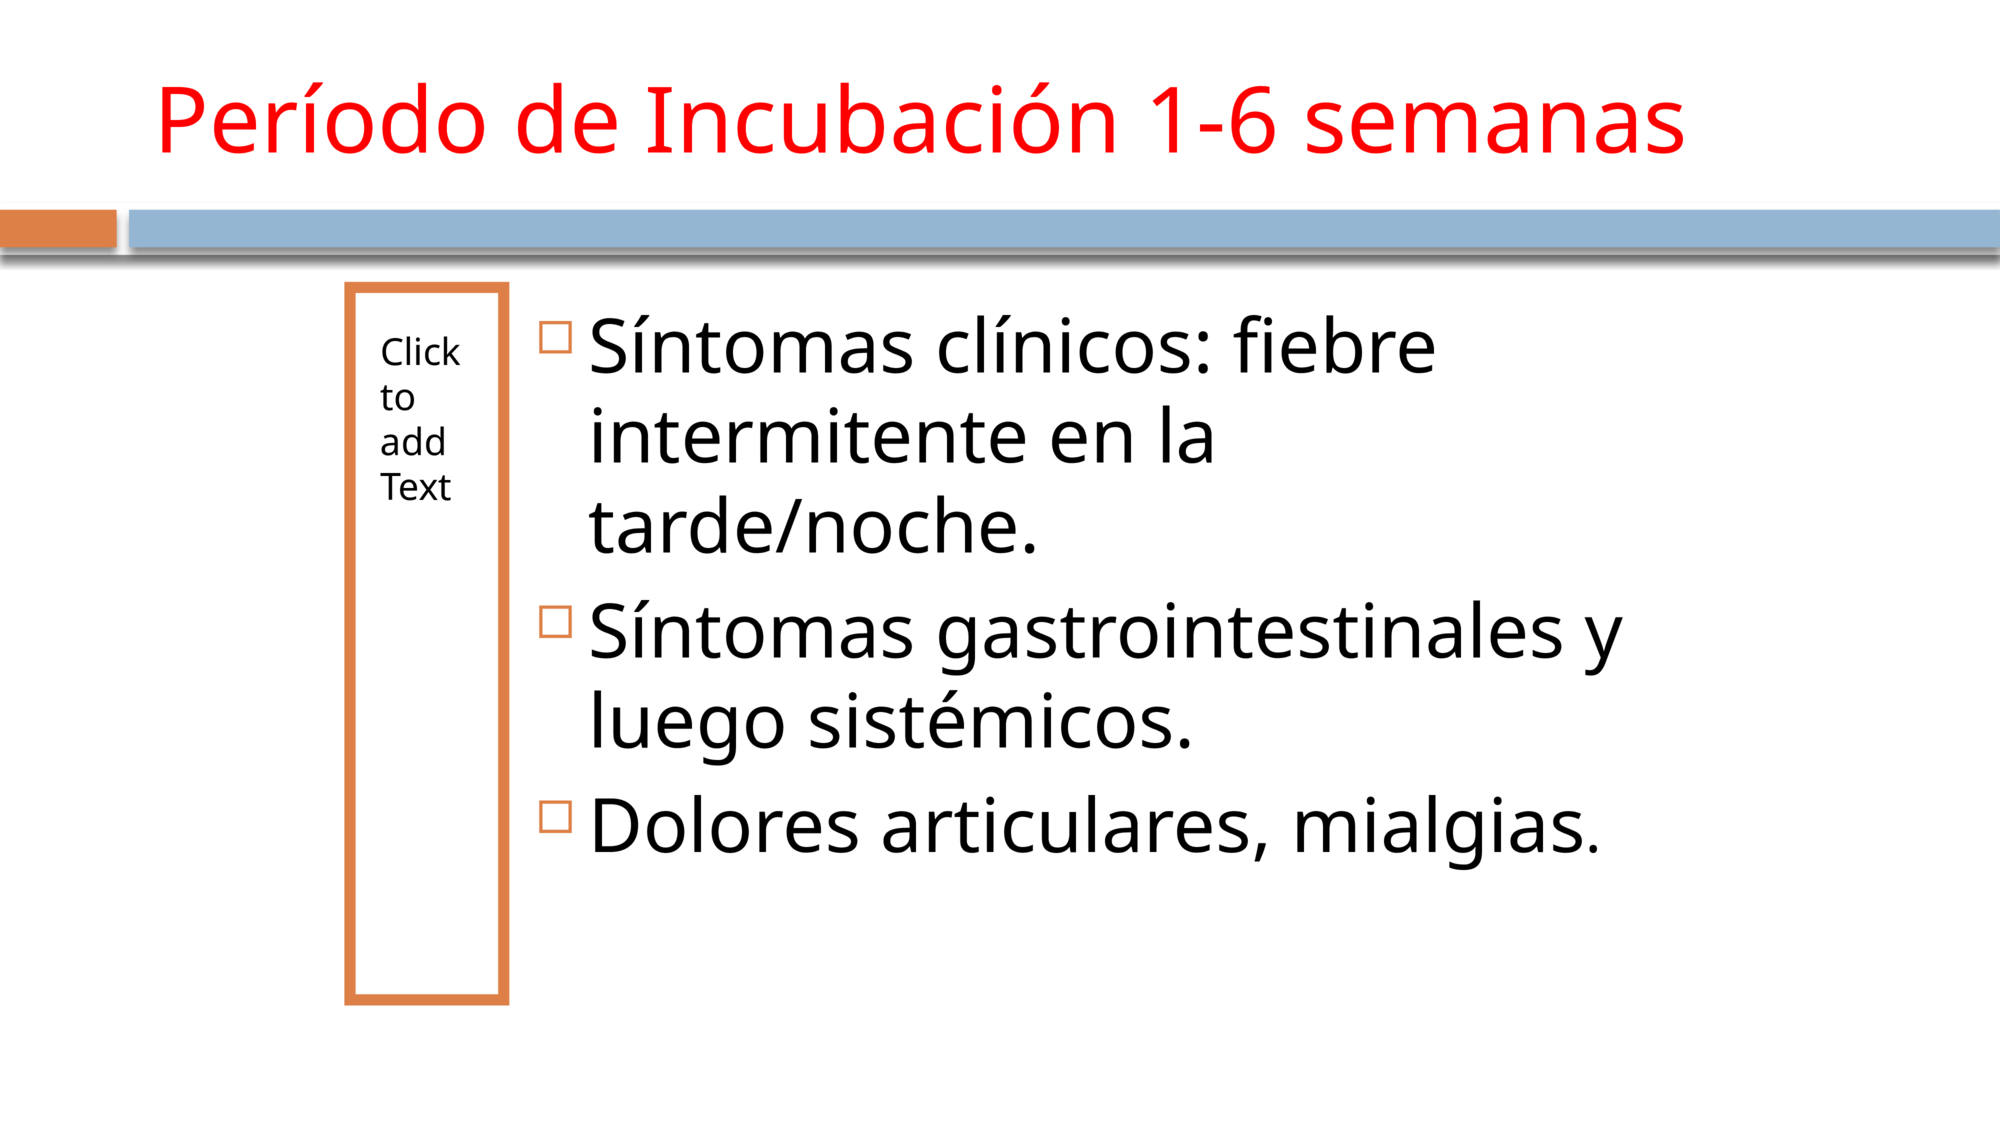 Período de Incubación 1-6 semanas
Click
to
add
Text
Síntomas clínicos: fiebre
intermitente en la
tarde/noche.
Síntomas gastrointestinales y
luego sistémicos.
Dolores articulares, mialgias.